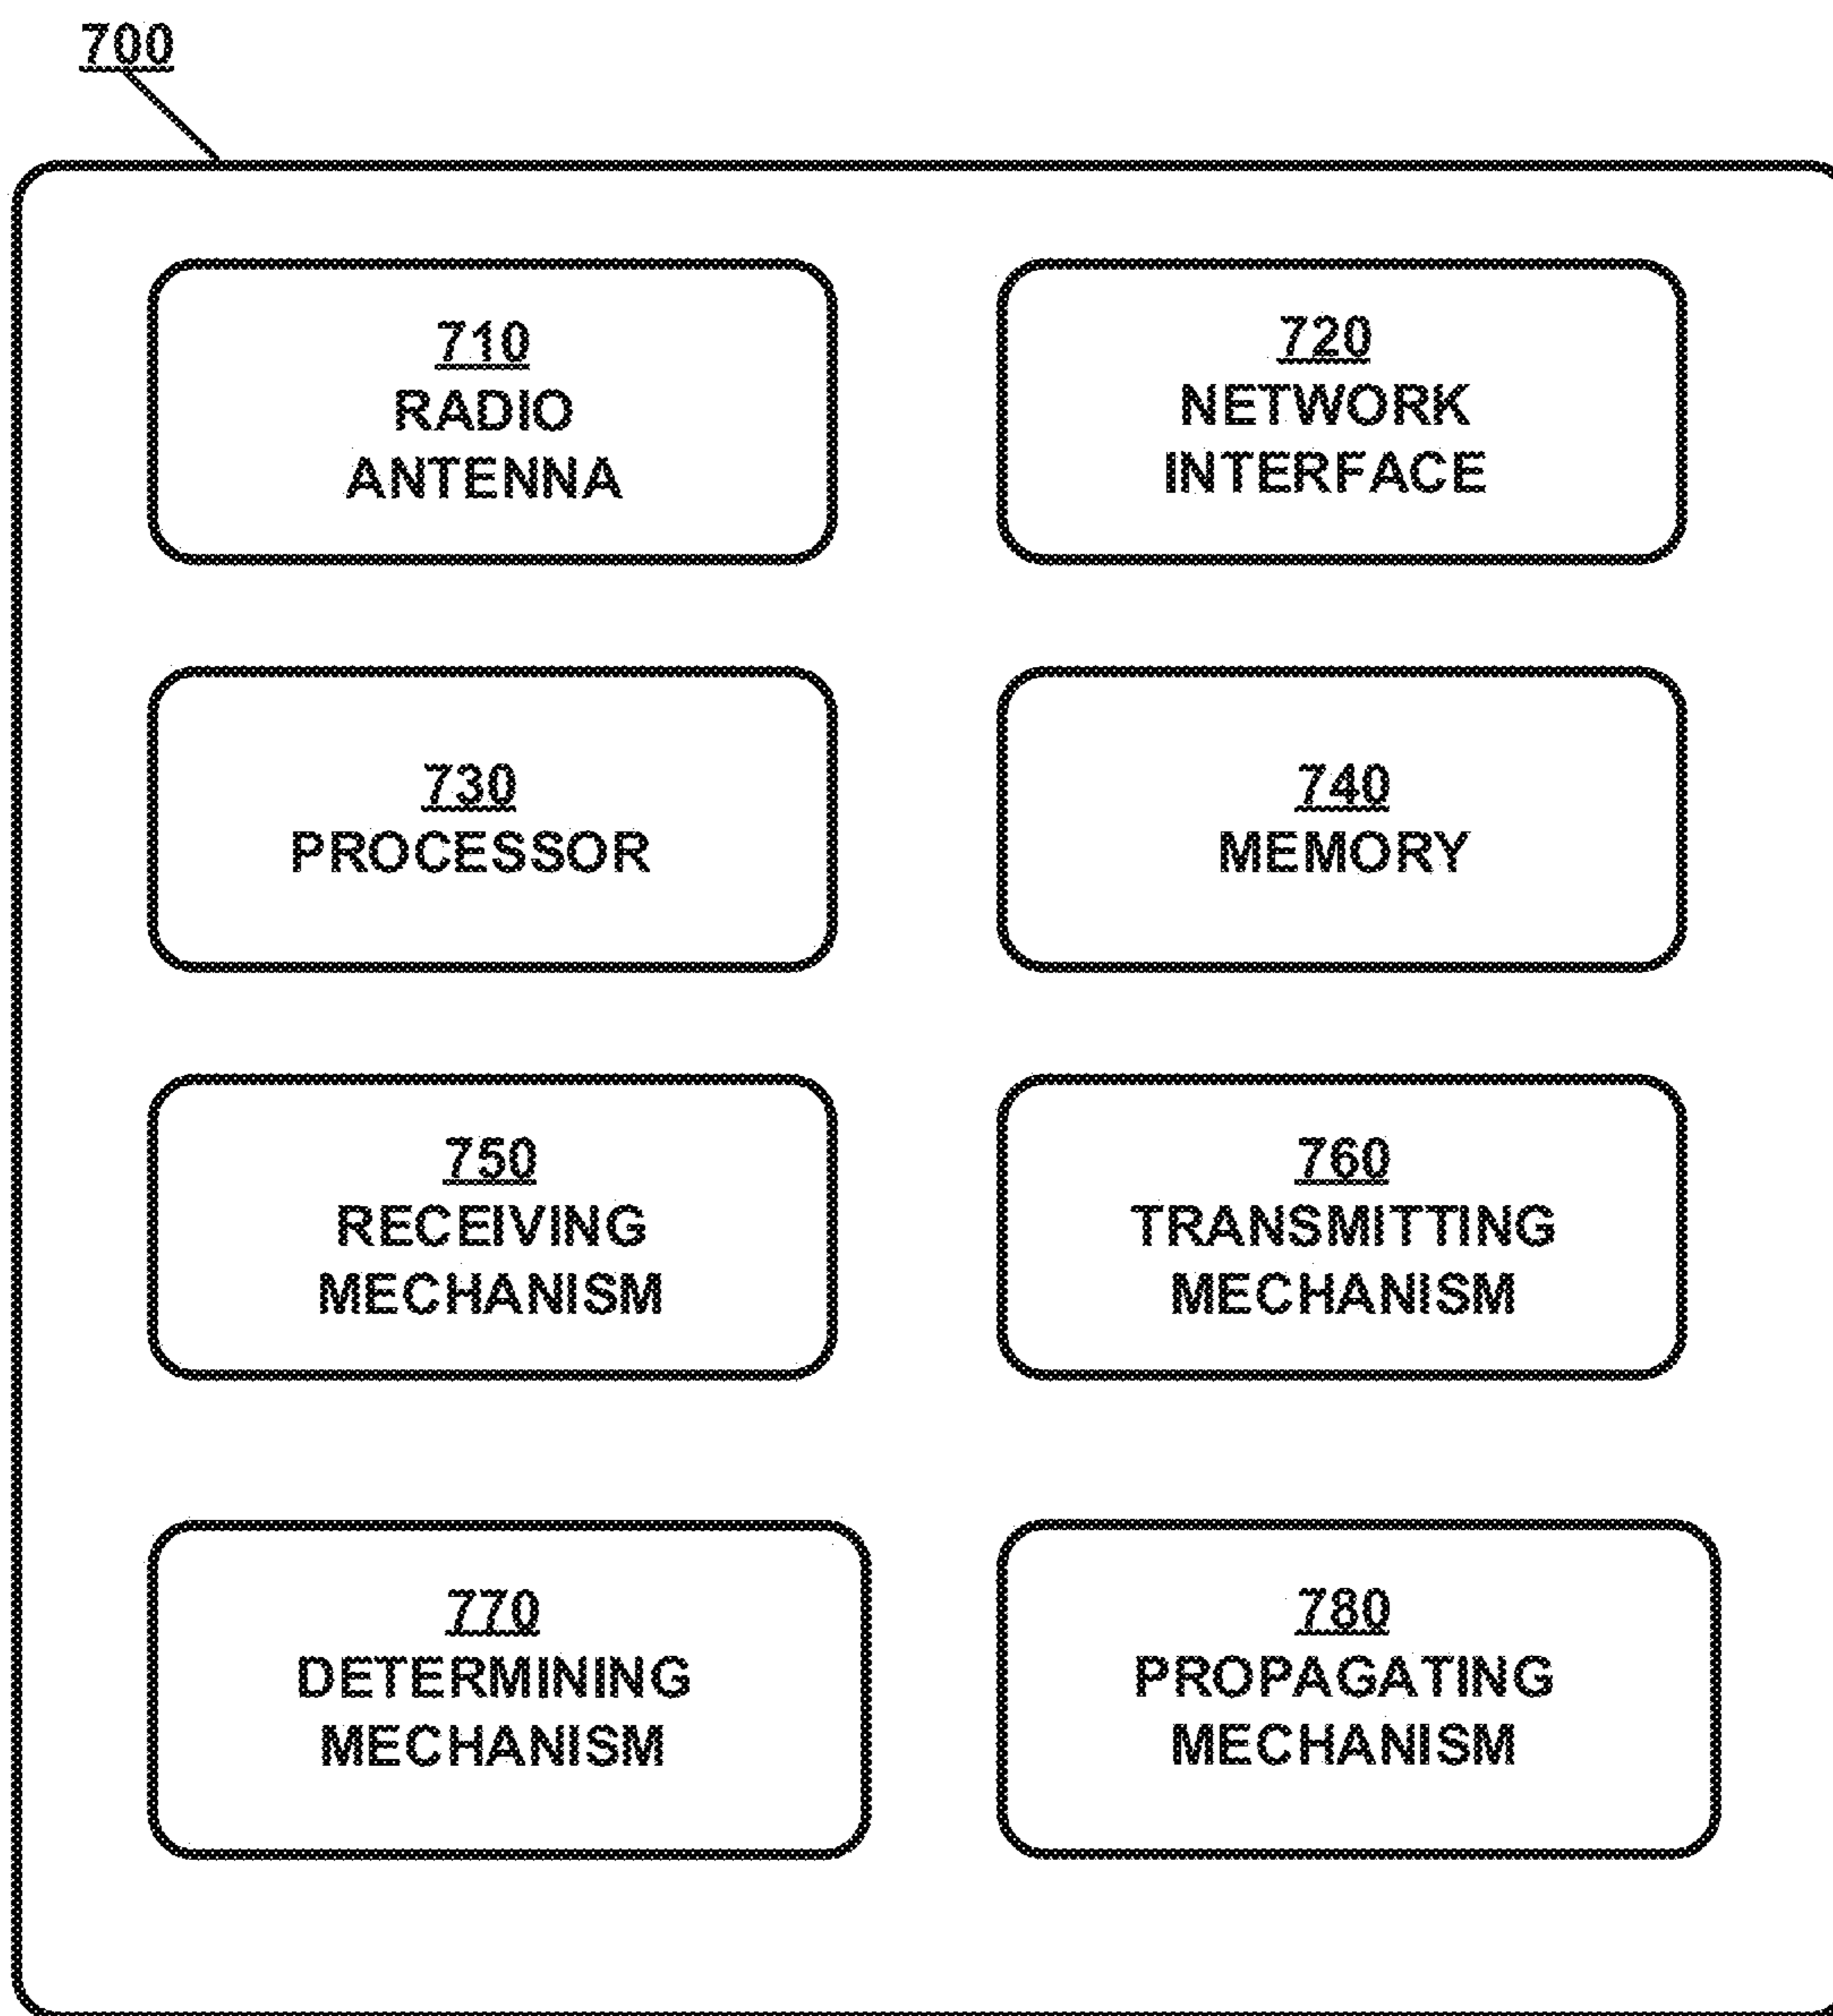 700
710
RADIO
ANTENNA
720
NETWORK
INTERFACE
730
PROCESSOR
740
MEMORY
750
RECEIVING
MECHANISM
760
TRANSMITTING
MECHANISM
770
DETERMINING
MECHANISM
780
PROPAGATING
MECHANISM